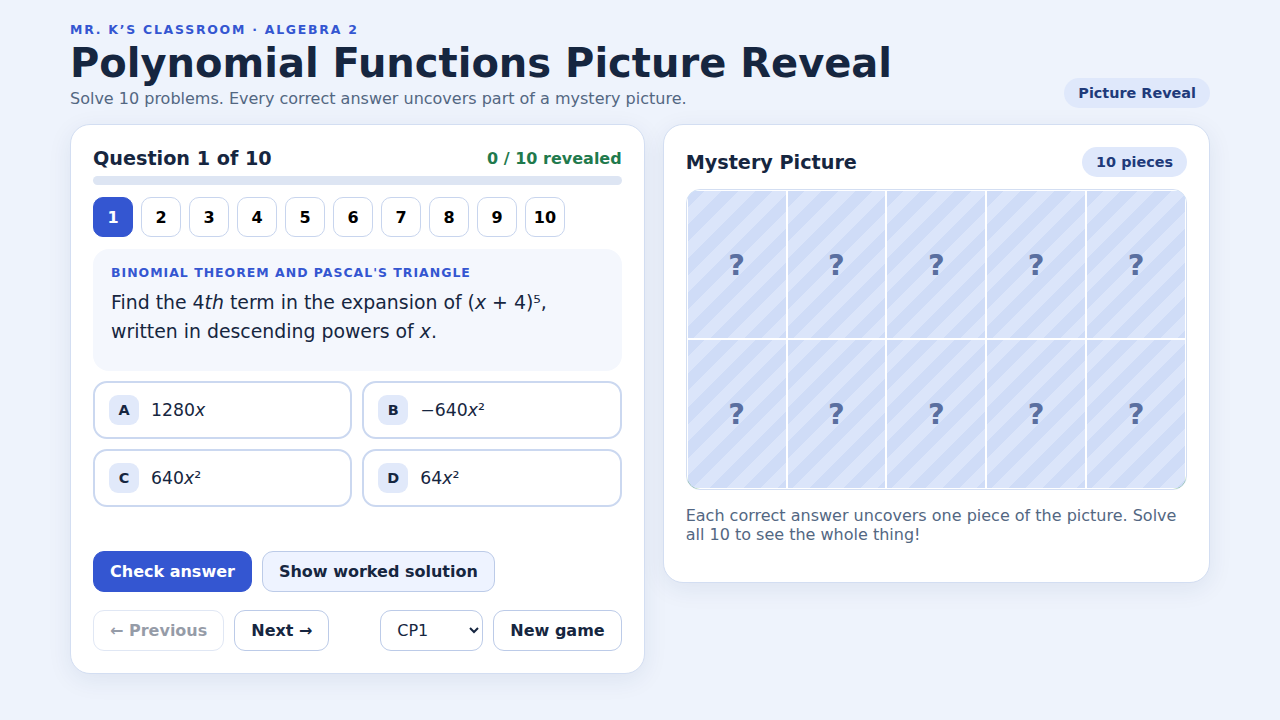 MR. K’S CLASSROOM · ALGEBRA 2
Polynomial Functions Picture Reveal
Solve 10 problems. Every correct answer uncovers part of a mystery picture.
Picture Reveal
Question 1 of 10
0 / 10 revealed
1 2 3 4 5 6 7 8 9 10
BINOMIAL THEOREM AND PASCAL'S TRIANGLE
Find the 4th term in the expansion of (x + 4)⁵,
written in descending powers of x.
A 1280x
B −640x²
C 640x²
D 64x²
Check answer
Show worked solution
← Previous
Next →
CP1
New game
Mystery Picture
10 pieces
? ? ? ? ?
? ? ? ? ?
Each correct answer uncovers one piece of the picture. Solve
all 10 to see the whole thing!